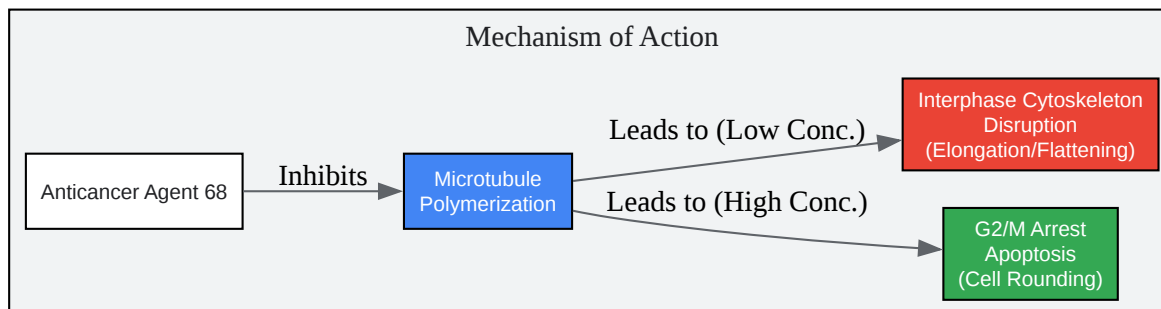 Mechanism of Action
Anticancer Agent 68
Inhibits
Microtubule
Polymerization
Leads to (Low Conc.)
Interphase Cytoskeleton
Disruption
(Elongation/Flattening)
Leads to (High Conc.)
G2/M Arrest
Apoptosis
(Cell Rounding)